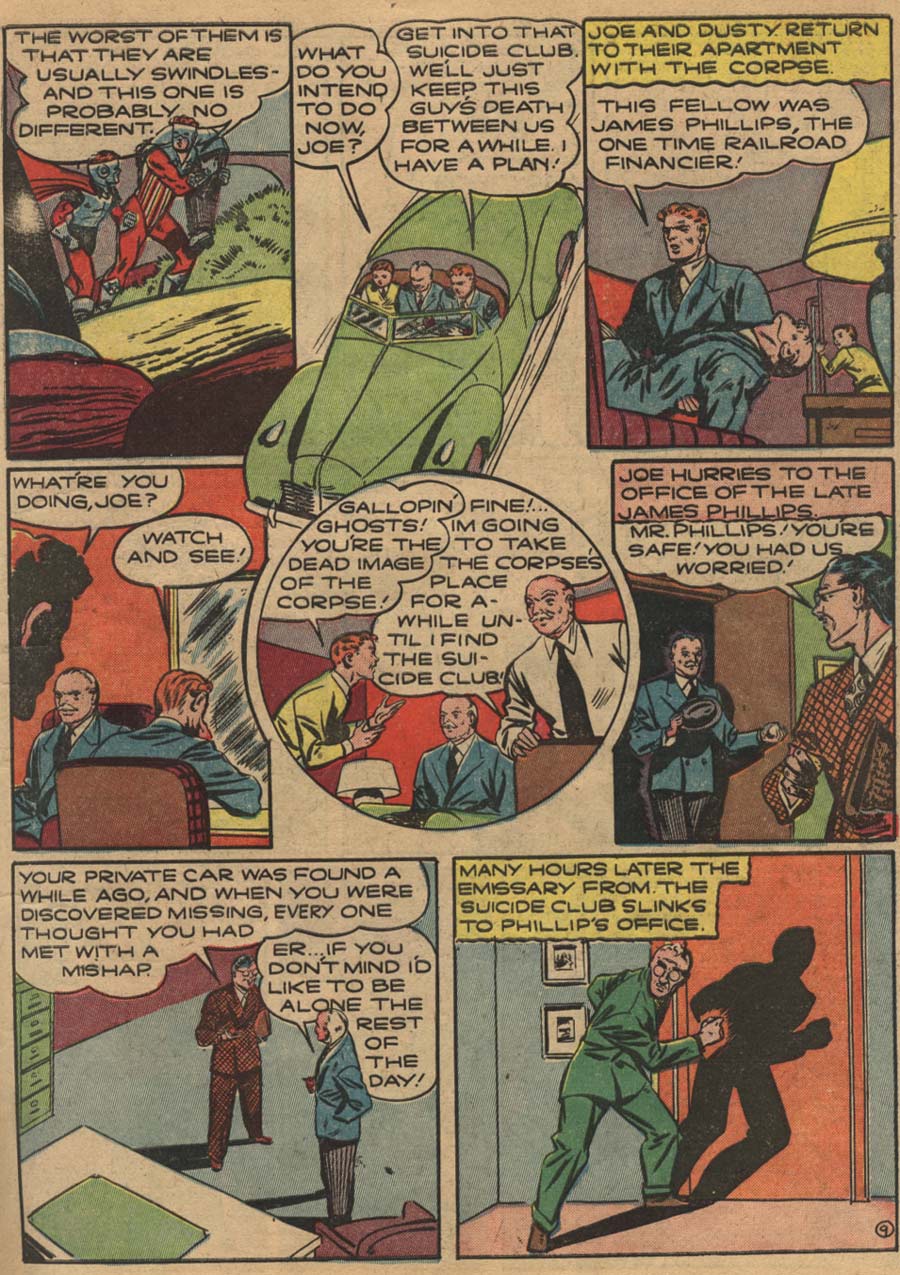 THE WORST OF THEM IS
THAT THEY ARE
USUALLY SWINDLES-
AND THIS ONE IS
PROBABLY NO
DIFFERENT.
WHAT
DO YOU
INTEND
TO DO
NOW,
JOE?
GET INTO THAT
SUICIDE CLUB.
WE'LL JUST
KEEP THIS
GUY'S DEATH
BETWEEN US
FOR A WHILE. I
HAVE A PLAN!
JOE AND DUSTY RETURN
TO THEIR APARTMENT
WITH THE CORPSE.
THIS FELLOW WAS
JAMES PHILLIPS, THE
ONE TIME RAILROAD
FINANCIER!
WHAT'RE YOU
DOING, JOE?
WATCH
AND SEE!
GALLOPIN'
GHOSTS!
YOU'RE THE
DEAD IMAGE
OF THE
CORPSE!
FINE!...
I'M GOING
TO TAKE
THE CORPSE'S
PLACE
FOR A-
WHILE UN-
TIL I FIND
THE SUI-
CIDE CLUB!
JOE HURRIES TO THE
OFFICE OF THE LATE
JAMES PHILLIPS.
MR. PHILLIPS! YOU'RE
SAFE! YOU HAD US
WORRIED!
YOUR PRIVATE CAR WAS FOUND A
WHILE AGO, AND WHEN YOU WERE
DISCOVERED MISSING, EVERY ONE
THOUGHT YOU HAD
MET WITH A
MISHAP.
ER... IF YOU
DON'T MIND I'D
LIKE TO BE
ALONE THE
REST
OF
THE
DAY!
MANY HOURS LATER THE
EMISSARY FROM THE
SUICIDE CLUB SLINKS
TO PHILLIP'S OFFICE.
9